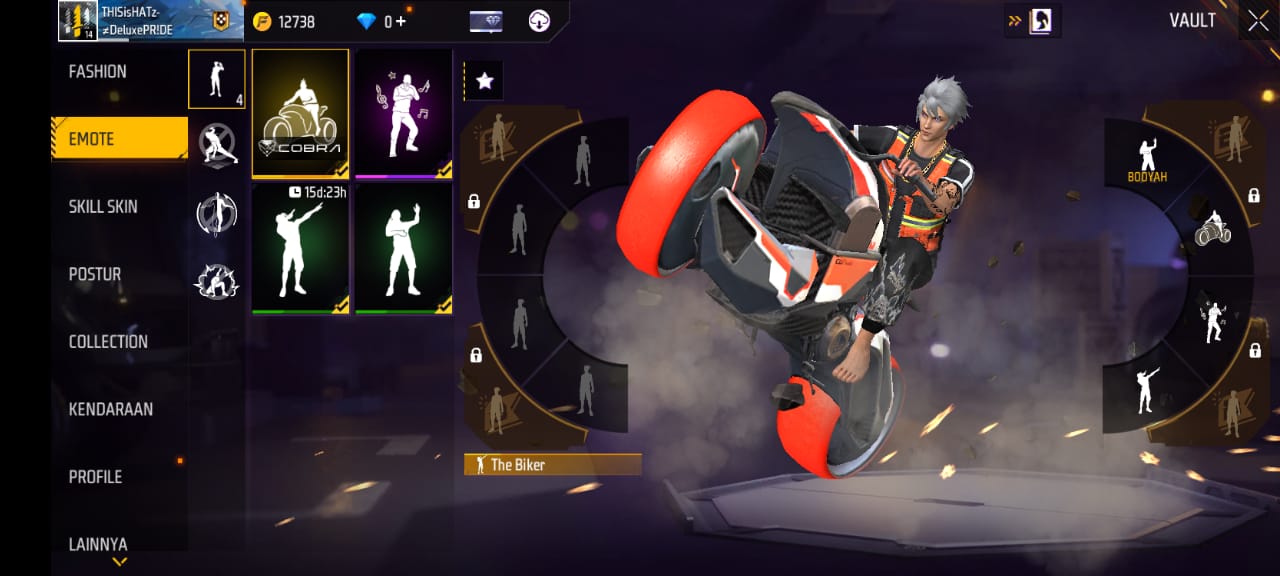 THISisHATz-
≠DeluxePR!DE
14
12738
0+
VAULT
FASHION
4
EMOTE
COBRA
15d:23h
SKILL SKIN
POSTUR
COLLECTION
KENDARAAN
PROFILE
LAINNYA
The Biker
BOOYAH